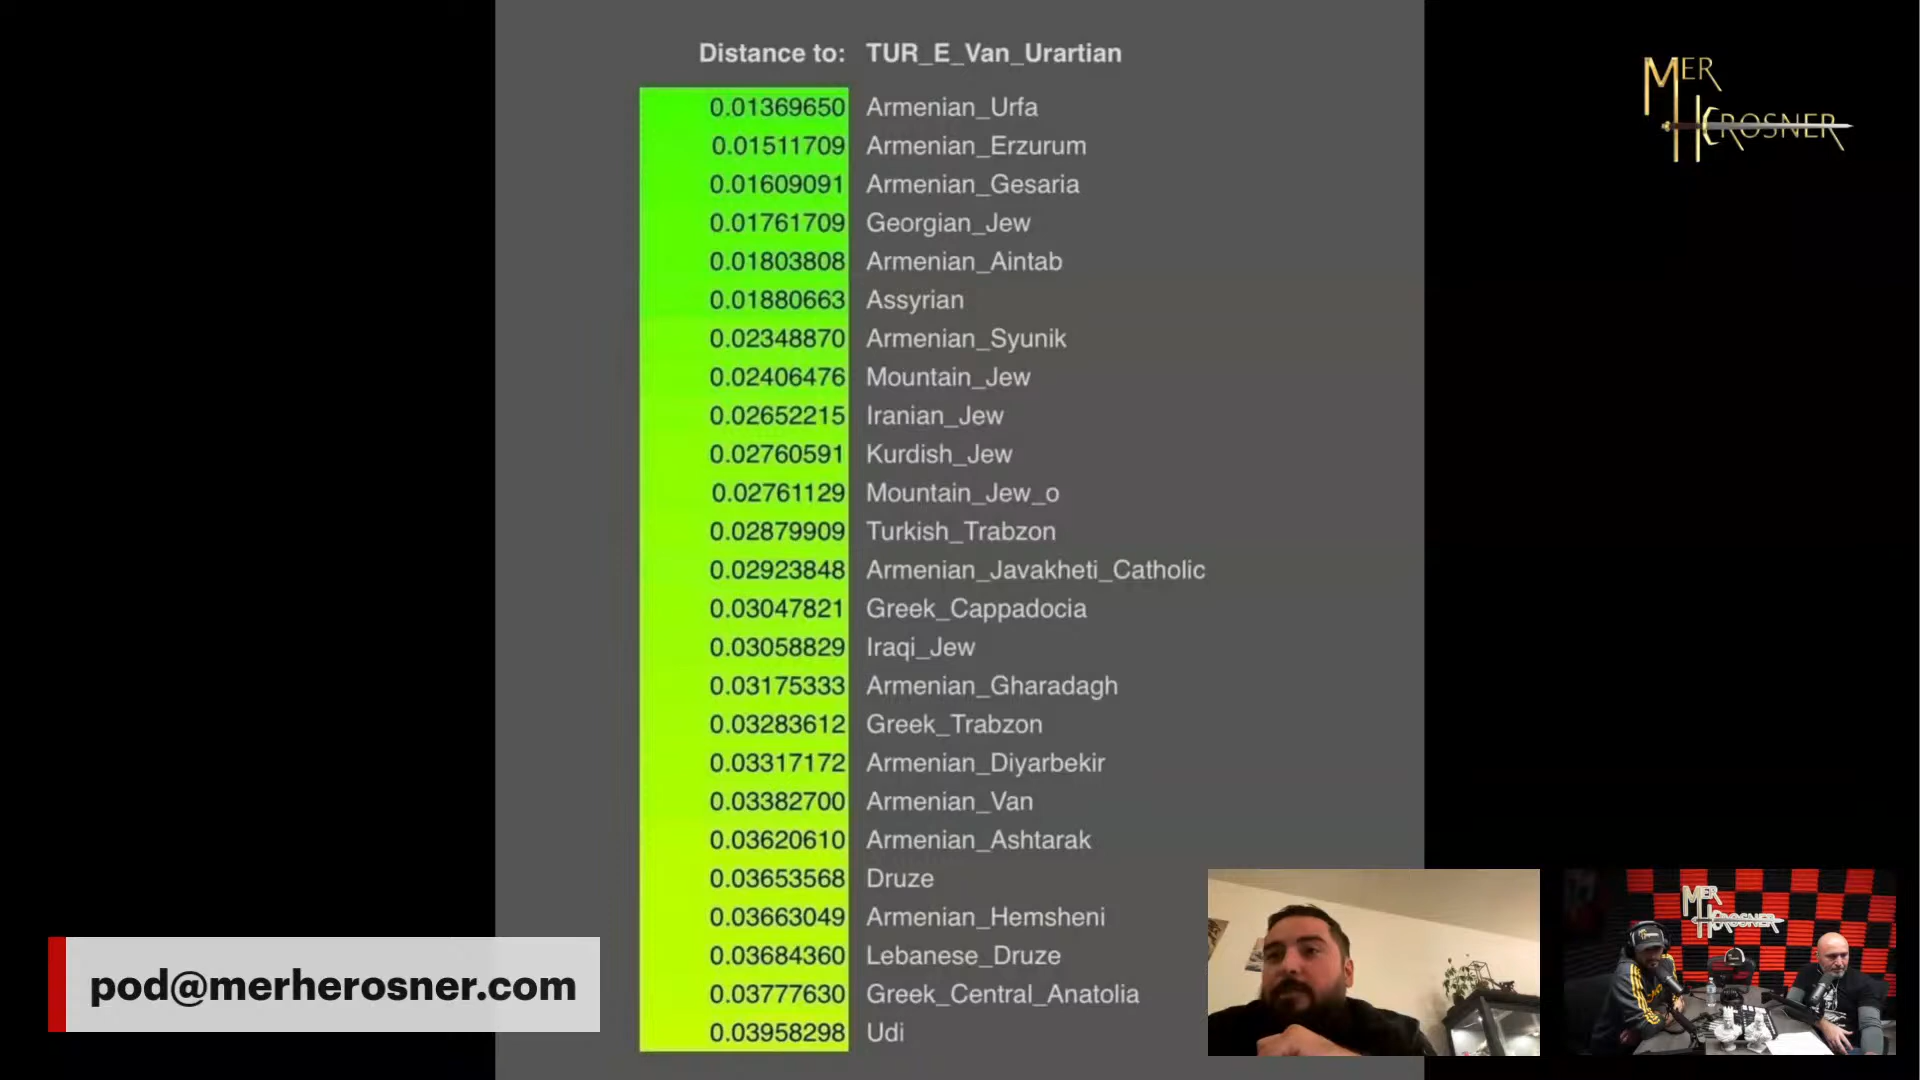 Distance to: TUR_E_Van_Urartian
0.01369650 Armenian_Urfa
0.01511709 Armenian_Erzurum
0.01609091 Armenian_Gesaria
0.01761709 Georgian_Jew
0.01803808 Armenian_Aintab
0.01880663 Assyrian
0.02348870 Armenian_Syunik
0.02406476 Mountain_Jew
0.02652215 Iranian_Jew
0.02760591 Kurdish_Jew
0.02761129 Mountain_Jew_o
0.02879909 Turkish_Trabzon
0.02923848 Armenian_Javakheti_Catholic
0.03047821 Greek_Cappadocia
0.03058829 Iraqi_Jew
0.03175333 Armenian_Gharadagh
0.03283612 Greek_Trabzon
0.03317172 Armenian_Diyarbekir
0.03382700 Armenian_Van
0.03620610 Armenian_Ashtarak
0.03653568 Druze
0.03663049 Armenian_Hemsheni
0.03684360 Lebanese_Druze
0.03777630 Greek_Central_Anatolia
0.03958298 Udi
MER
HEROSNER
pod@merherosner.com
MER
HEROSNER